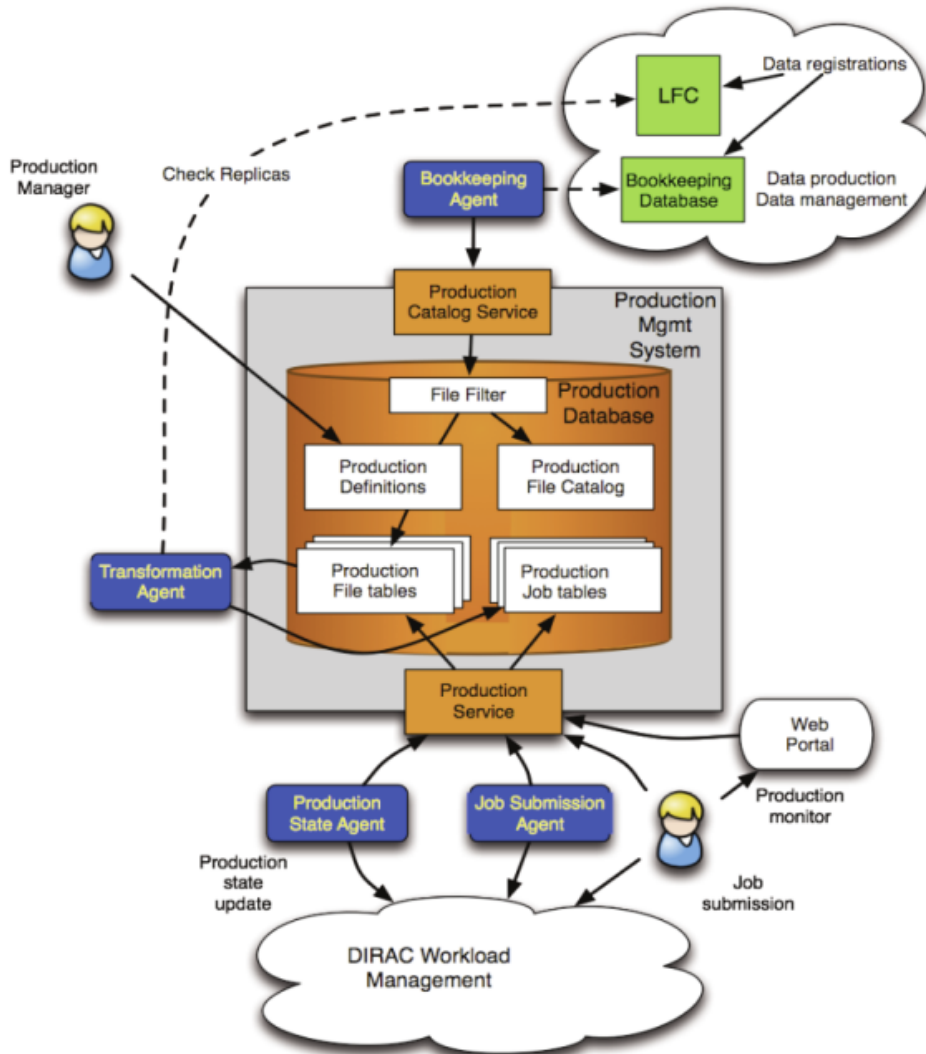 Data registrations
LFC
Production
Manager
Check Replicas
Bookkeeping
Agent
Bookkeeping
Database
Data production
Data management
Production
Catalog Service
Production
Mgmt
System
File Filter
Production
Database
Production
Definitions
Production
File Catalog
Transformation
Agent
Production
File tables
Production
Job tables
Production
Service
Web
Portal
Production
State Agent
Job Submission
Agent
Production
monitor
Production
state
update
Job
submission
DIRAC Workload
Management